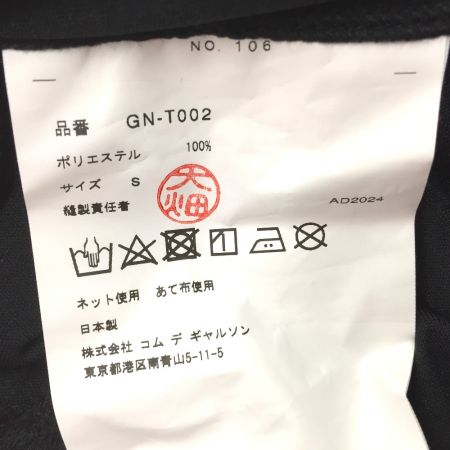 NO. 106
品番 GN-T002
ポリエステル 100%
サイズ S
縫製責任者 大畑
AD2024
ネット使用 あて布使用
日本製
株式会社 コム デ ギャルソン
東京都港区南青山5-11-5